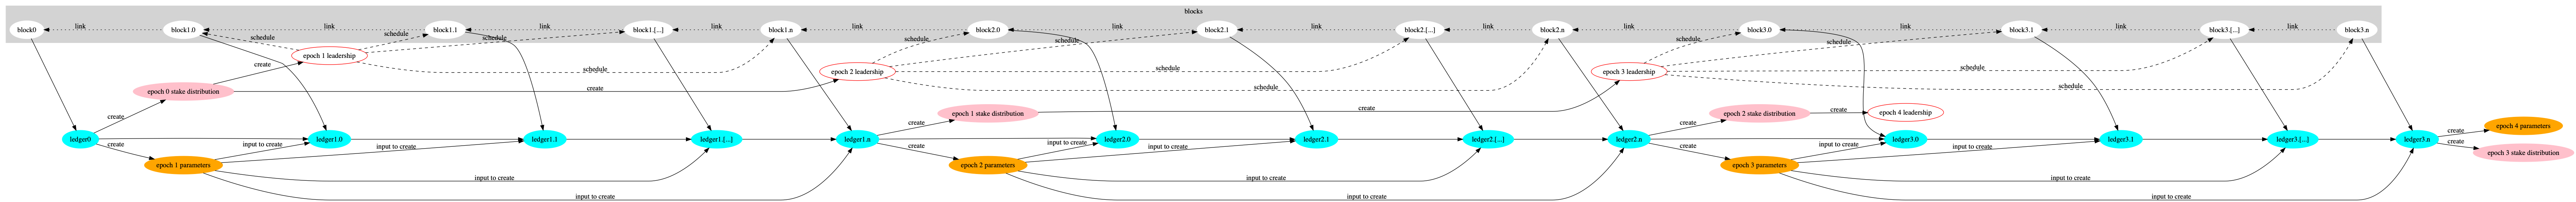 blocks
block0
link
block1.0
link
block1.1
link
block1.[...]
link
block1.n
link
block2.0
link
block2.1
link
block2.[...]
link
block2.n
link
block3.0
link
block3.1
link
block3.[...]
link
block3.n
schedule
schedule
schedule
schedule
epoch 1 leadership
schedule
schedule
schedule
schedule
epoch 2 leadership
schedule
schedule
schedule
schedule
epoch 3 leadership
create
epoch 0 stake distribution
create
create
epoch 1 stake distribution
create
create
epoch 2 stake distribution
create
epoch 4 leadership
create
ledger0
ledger1.0
ledger1.1
ledger1.[...]
ledger1.n
ledger2.0
ledger2.1
ledger2.[...]
ledger2.n
ledger3.0
ledger3.1
ledger3.[...]
ledger3.n
create
epoch 4 parameters
create
epoch 3 stake distribution
create
epoch 1 parameters
input to create
input to create
input to create
input to create
create
epoch 2 parameters
input to create
input to create
input to create
input to create
create
epoch 3 parameters
input to create
input to create
input to create
input to create